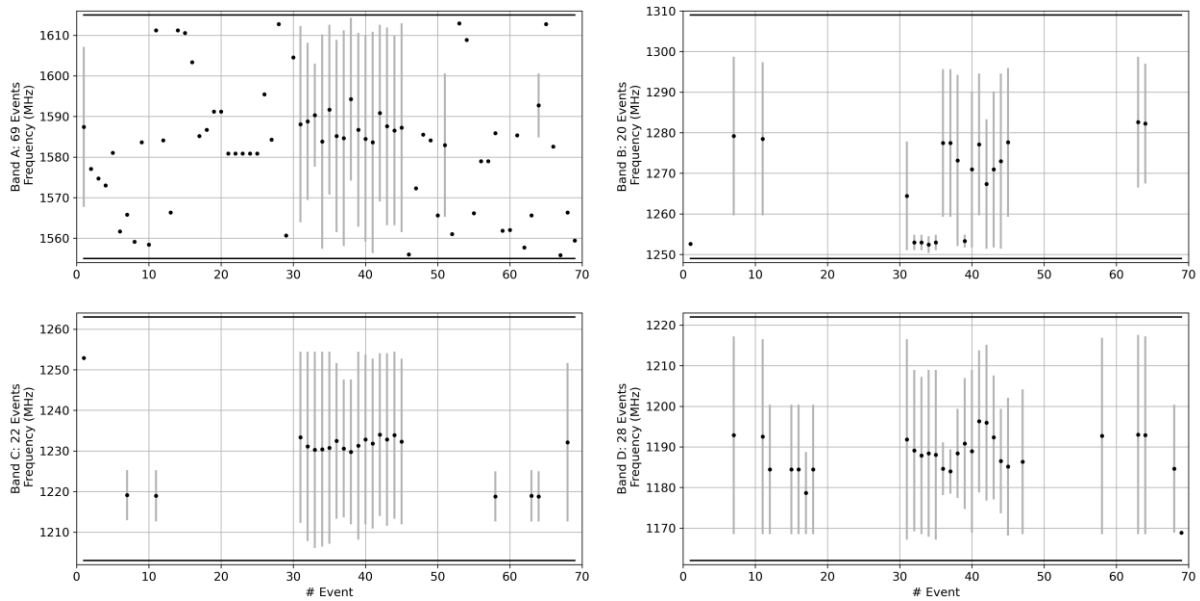 Band A: 69 Events
Frequency (MHz)
1610
1600
1590
1580
1570
1560
0 10 20 30 40 50 60 70
Band B: 20 Events
Frequency (MHz)
1310
1300
1290
1280
1270
1260
1250
0 10 20 30 40 50 60 70
Band C: 22 Events
Frequency (MHz)
1260
1250
1240
1230
1220
1210
0 10 20 30 40 50 60 70
# Event
Band D: 28 Events
Frequency (MHz)
1220
1210
1200
1190
1180
1170
0 10 20 30 40 50 60 70
# Event